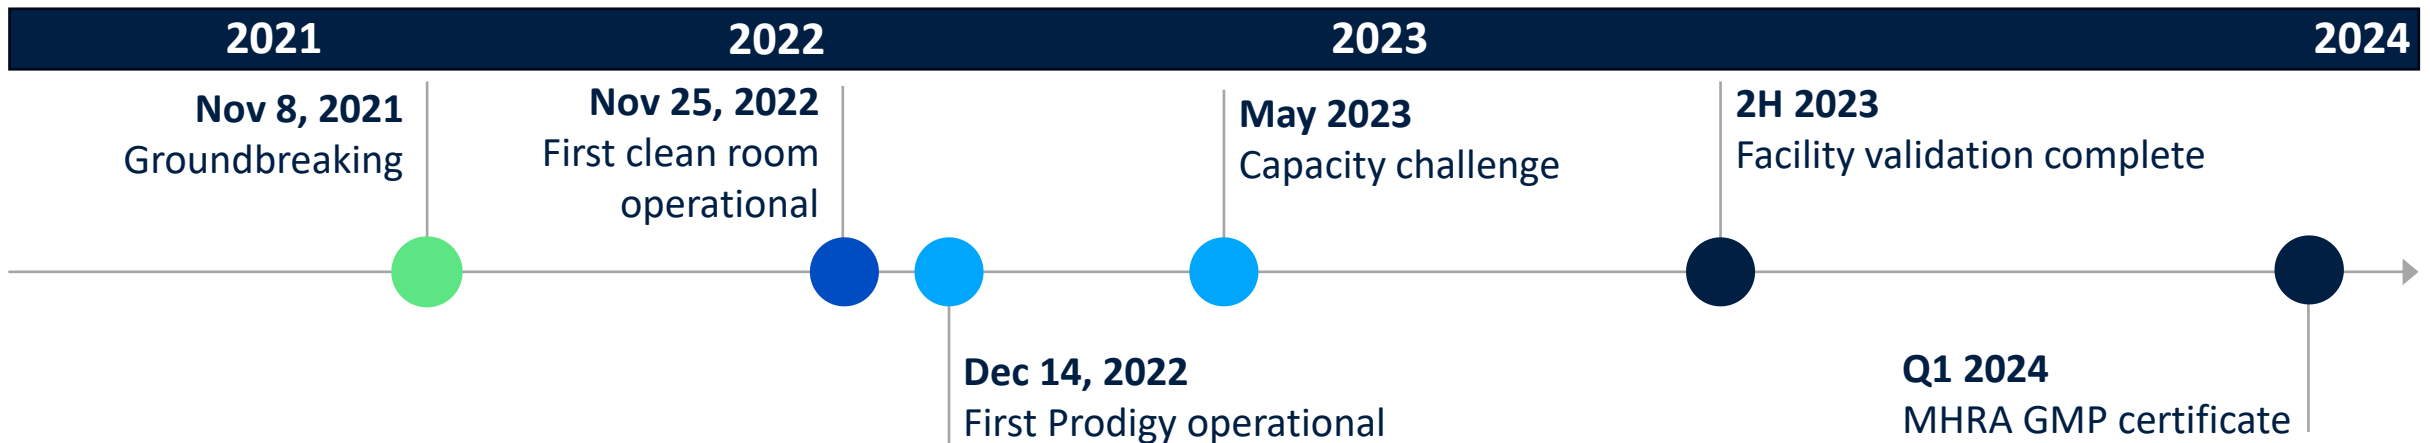 2021
2022
2023
2024
Nov 8, 2021
Groundbreaking
Nov 25, 2022
First clean room
operational
Dec 14, 2022
First Prodigy operational
May 2023
Capacity challenge
2H 2023
Facility validation complete
Q1 2024
MHRA GMP certificate